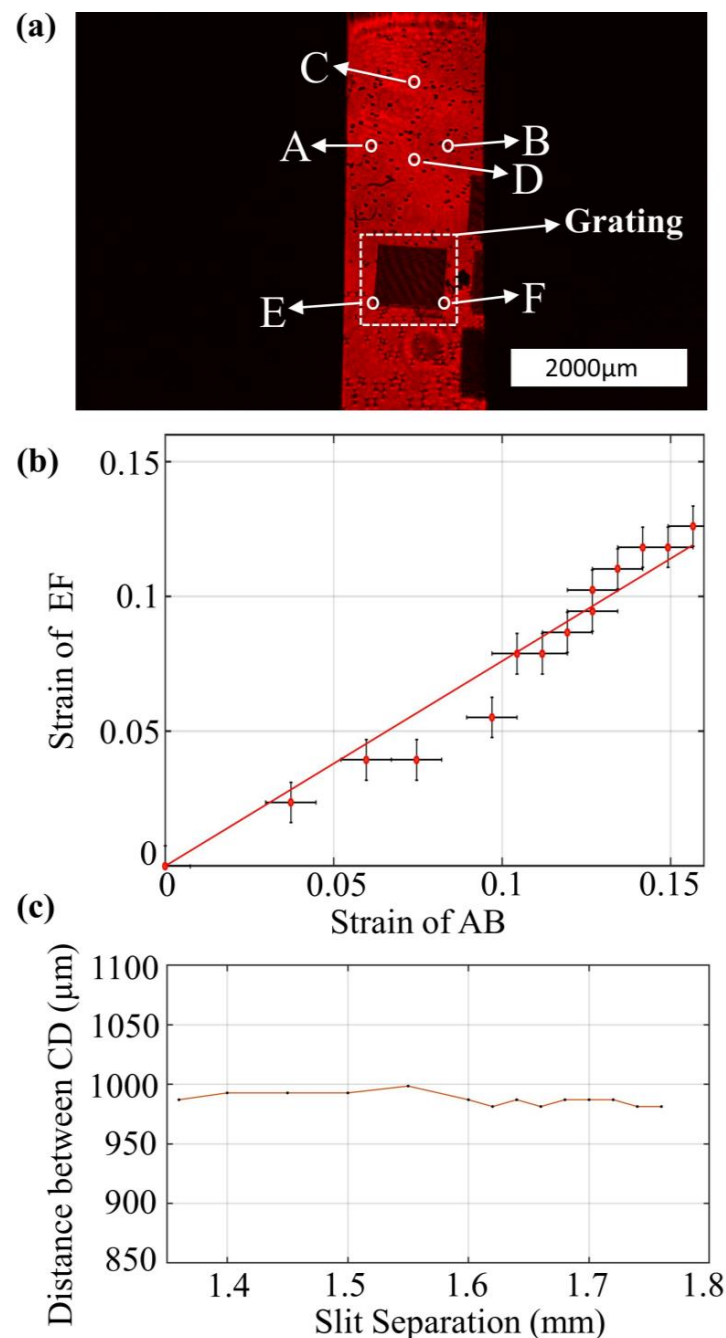 (a)
C
A
B
D
Grating
E
F
2000µm
(b)
0.15
0.1
0.05
0
0
0.05
0.1
0.15
Strain of EF
Strain of AB
(c)
1100
1050
1000
950
900
850
1.4
1.5
1.6
1.7
1.8
Distance between CD (µm)
Slit Separation (mm)